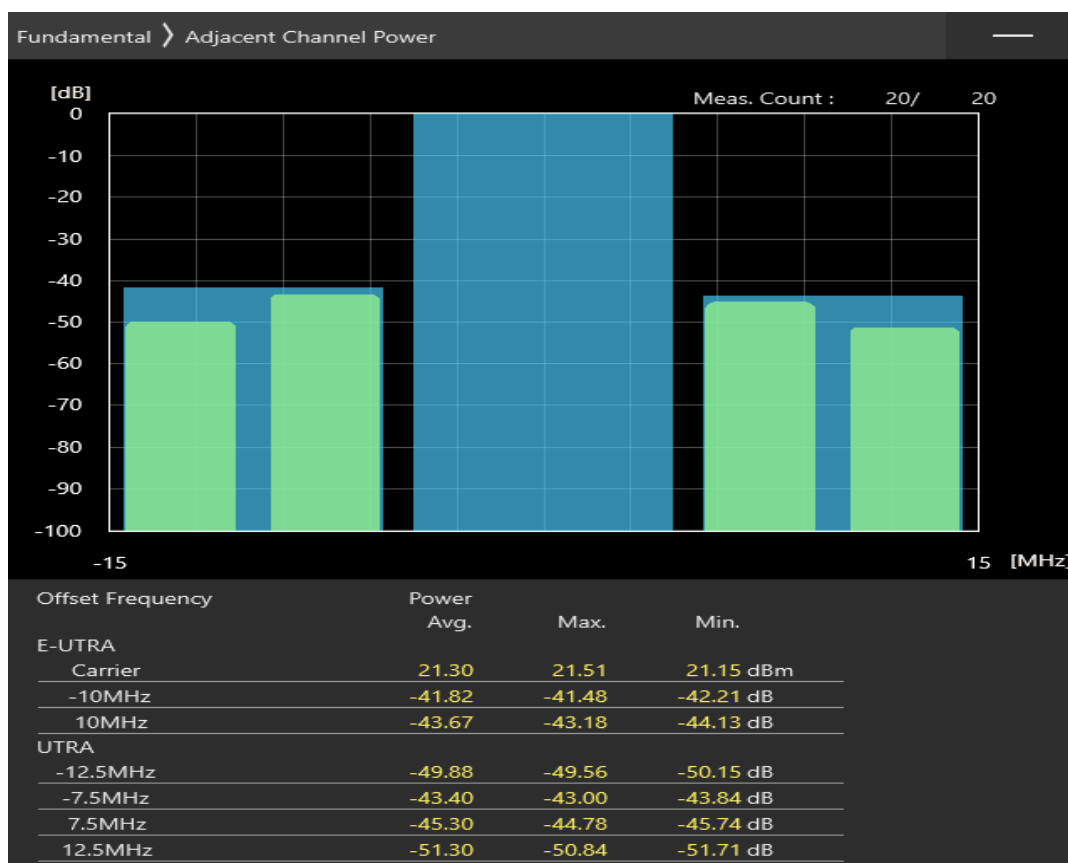 Fundamental 〉 Adjacent Channel Power
[dB]
Meas. Count : 20/ 20
0
-10
-20
-30
-40
-50
-60
-70
-80
-90
-100
-15 15 [MHz]
Offset Frequency Power
Avg. Max. Min.
E-UTRA
Carrier 21.30 21.51 21.15 dBm
-10MHz -41.82 -41.48 -42.21 dB
10MHz -43.67 -43.18 -44.13 dB
UTRA
-12.5MHz -49.88 -49.56 -50.15 dB
-7.5MHz -43.40 -43.00 -43.84 dB
7.5MHz -45.30 -44.78 -45.74 dB
12.5MHz -51.30 -50.84 -51.71 dB